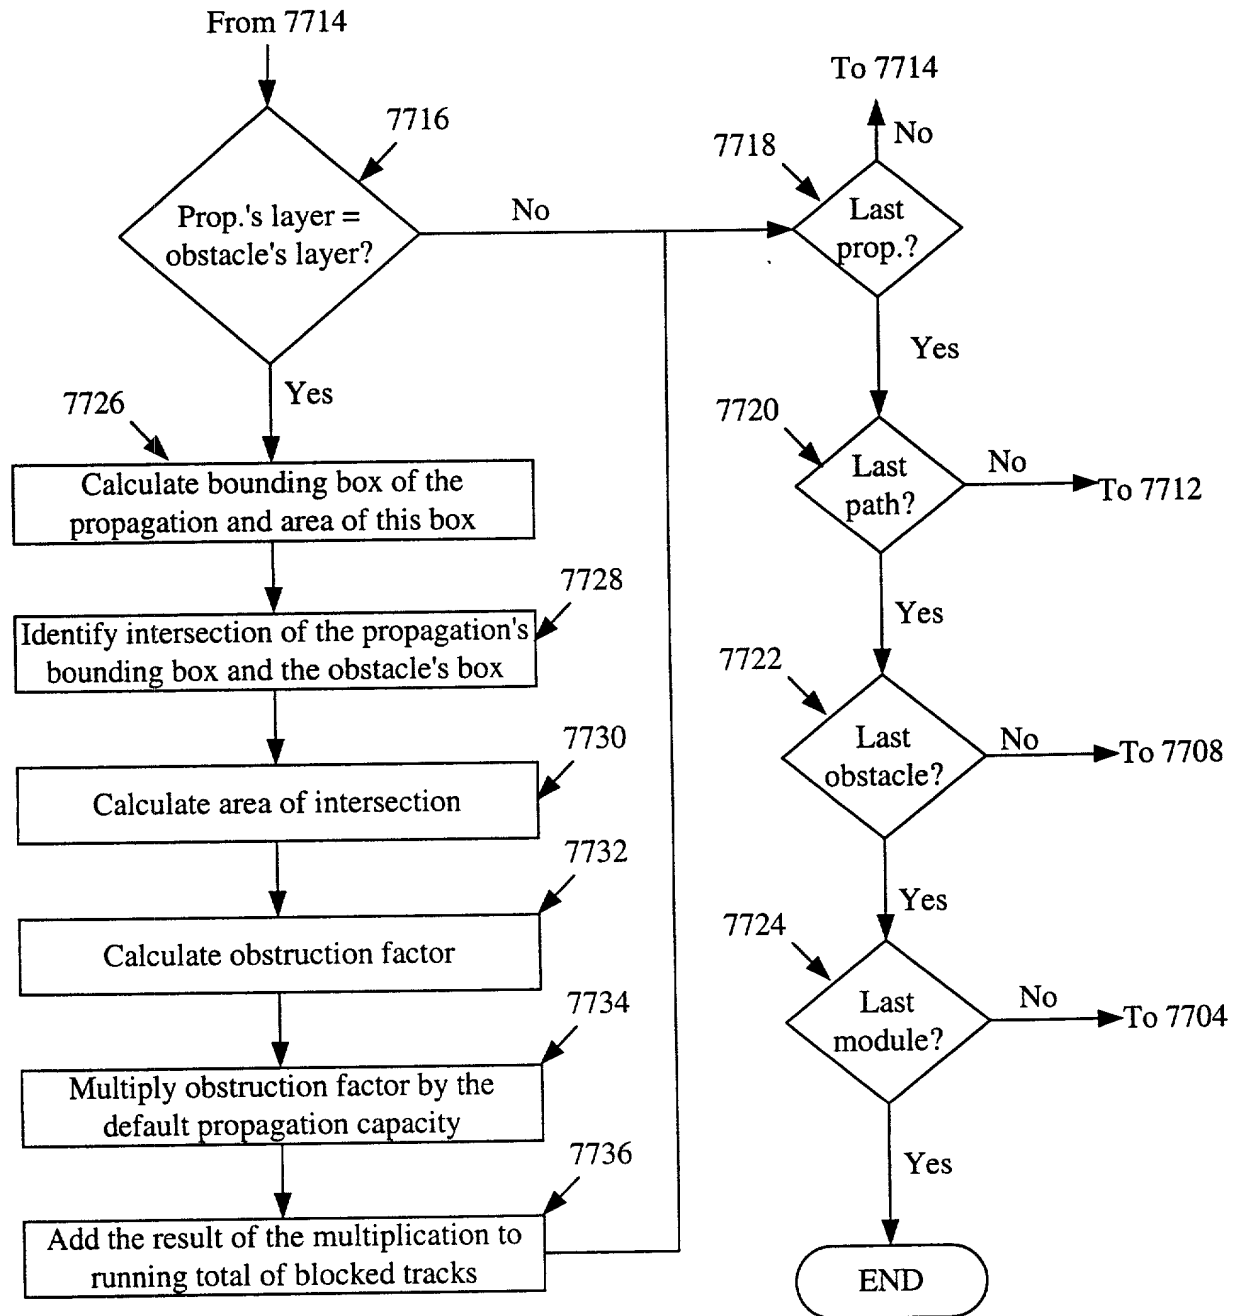 From 7714
7716
Prop.'s layer =
obstacle's layer?
No
Yes
7726
Calculate bounding box of the
propagation and area of this box
7728
Identify intersection of the propagation's
bounding box and the obstacle's box
7730
Calculate area of intersection
7732
Calculate obstruction factor
7734
Multiply obstruction factor by the
default propagation capacity
7736
Add the result of the multiplication to
running total of blocked tracks
To 7714
No
7718
Last
prop.?
Yes
7720
Last
path?
No
To 7712
Yes
7722
Last
obstacle?
No
To 7708
Yes
7724
Last
module?
No
To 7704
Yes
END